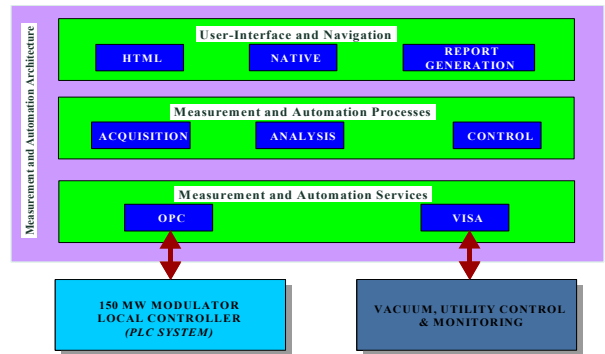 Measurement and Automation Architecture
User-Interface and Navigation
HTML
NATIVE
REPORT
GENERATION
Measurement and Automation Processes
ACQUISITION
ANALYSIS
CONTROL
Measurement and Automation Services
OPC
VISA
150 MW MODULATOR
LOCAL CONTROLLER
(PLC SYSTEM)
VACUUM, UTILITY CONTROL
& MONITORING